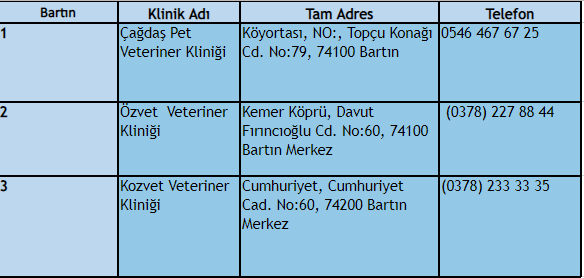 Bartın Klinik Adı Tam Adres Telefon
1 Çağdaş Pet Köyortası, NO:, Topçu Konağı 0546 467 67 25
Veteriner Kliniği Cd. No:79, 74100 Bartın
2 Özvet Veteriner Kemer Köprü, Davut (0378) 227 88 44
Kliniği Fırıncıoğlu Cd. No:60, 74100
Bartın Merkez
3 Kozvet Veteriner Cumhuriyet, Cumhuriyet (0378) 233 33 35
Kliniği Cad. No:60, 74200 Bartın
Merkez